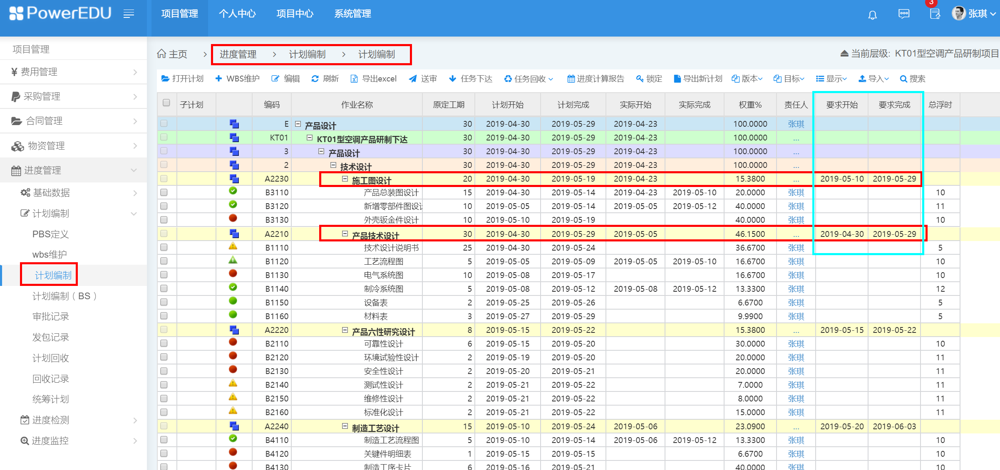 PowerEDU 项目管理 个人中心 项目中心 系统管理 3 张琪
项目管理
¥ 费用管理
采购管理
合同管理
物资管理
进度管理
基础数据
计划编制
PBS定义
wbs维护
计划编制
计划编制（BS）
审批记录
发包记录
计划回收
回收记录
统筹计划
进度检测
进度监控
主页 > 进度管理 > 计划编制 > 计划编制 当前层级: KT01型空调产品研制项目
打开计划 WBS维护 编辑 刷新 导出excel 送审 任务下达 任务回收 进度计算报告 锁定 导出新计划 版本 目标 显示 导入 搜索
子计划 编码 作业名称 原定工期 计划开始 计划完成 实际开始 实际完成 权重% 责任人 要求开始 要求完成 总浮时
E 产品设计 30 2019-04-30 2019-05-29 2019-04-23 100.0000 张琪
KT01 KT01型空调产品研制下达 30 2019-04-30 2019-05-29 2019-04-23 100.0000 ...
3 产品设计 30 2019-04-30 2019-05-29 2019-04-23 100.0000 ...
2 技术设计 30 2019-04-30 2019-05-29 2019-04-23 100.0000 ...
A2230 施工图设计 20 2019-04-30 2019-05-19 2019-04-23 15.3800 ... 2019-05-10 2019-05-29
B3110 产品总装图设计 15 2019-04-30 2019-05-14 2019-04-23 2019-05-10 20.0000 张琪 10
B3120 新增零部件图设 10 2019-05-05 2019-05-14 2019-05-05 2019-05-12 40.0000 张琪 11
B3130 外壳钣金件设计 10 2019-05-10 2019-05-19 40.0000 张琪 10
A2210 产品技术设计 30 2019-04-30 2019-05-29 2019-05-05 46.1500 ... 2019-04-30 2019-05-29
B1110 技术设计说明书 25 2019-04-30 2019-05-24 36.6700 张琪 5
B1120 工艺流程图 5 2019-05-05 2019-05-09 2019-05-05 2019-05-10 16.6700 张琪 10
B1130 电气系统图 10 2019-05-08 2019-05-17 16.6700 张琪 10
B1140 制冷系统图 5 2019-05-08 2019-05-12 2019-05-08 2019-05-12 13.3300 张琪 12
B1150 设备表 2 2019-05-25 2019-05-26 6.6700 张琪 5
B1160 材料表 3 2019-05-27 2019-05-29 9.9900 张琪 5
A2220 产品六性研究设计 8 2019-05-15 2019-05-22 15.3800 ... 2019-05-15 2019-05-22
B2110 可靠性设计 6 2019-05-15 2019-05-20 30.0000 张琪 10
B2120 环境试验性设计 2 2019-05-19 2019-05-20 20.0000 张琪 11
B2130 安全性设计 2 2019-05-20 2019-05-21 20.0000 张琪 11
B2140 测试性设计 2 2019-05-21 2019-05-22 7.0000 张琪 11
B2150 维修性设计 2 2019-05-21 2019-05-22 8.0000 张琪 11
B2160 标准化设计 2 2019-05-21 2019-05-22 15.0000 张琪 11
A2240 制造工艺设计 15 2019-05-10 2019-05-24 2019-05-06 23.0900 ... 2019-05-20 2019-06-03
B4110 制造工艺流程图 5 2019-05-10 2019-05-14 2019-05-06 2019-05-12 13.3300 张琪 10
B4120 关键件明细表 1 2019-05-15 2019-05-15 6.6700 张琪 10
B4130 制造工序卡片 6 2019-05-16 2019-05-21 40.0000 张琪 10